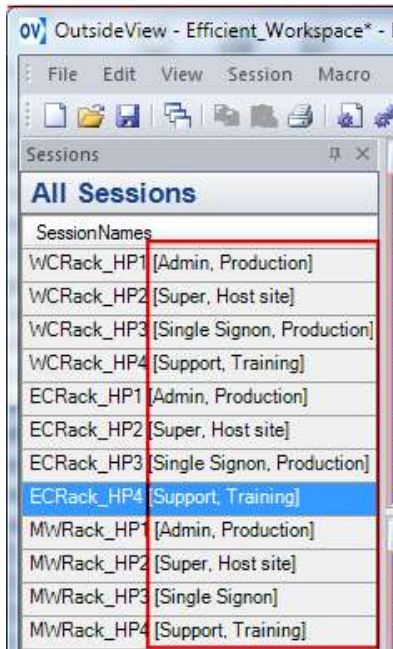 OV OutsideView - Efficient_Workspace* -
File Edit View Session Macro
Sessions
All Sessions
SessionNames
WCRack_HP1 [Admin, Production]
WCRack_HP2 [Super, Host site]
WCRack_HP3 [Single Signon, Production]
WCRack_HP4 [Support, Training]
ECRack_HP1 [Admin, Production]
ECRack_HP2 [Super, Host site]
ECRack_HP3 [Single Signon, Production]
ECRack_HP4 [Support, Training]
MWRack_HP1 [Admin, Production]
MWRack_HP2 [Super, Host site]
MWRack_HP3 [Single Signon]
MWRack_HP4 [Support, Training]